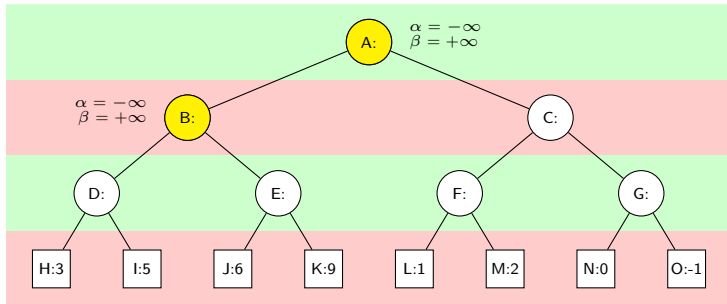 A:
α = −∞
β = +∞
α = −∞
β = +∞
B:
C:
D:
E:
F:
G:
H:3
I:5
J:6
K:9
L:1
M:2
N:0
O:-1